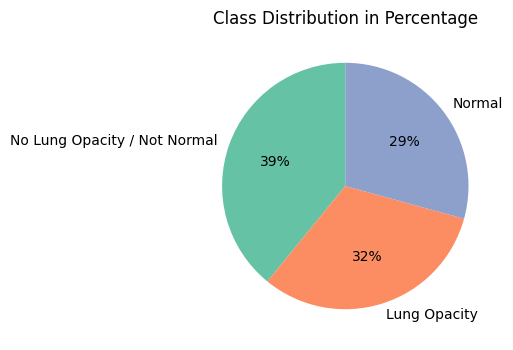 Class Distribution in Percentage
Normal
29%
No Lung Opacity / Not Normal
39%
32%
Lung Opacity